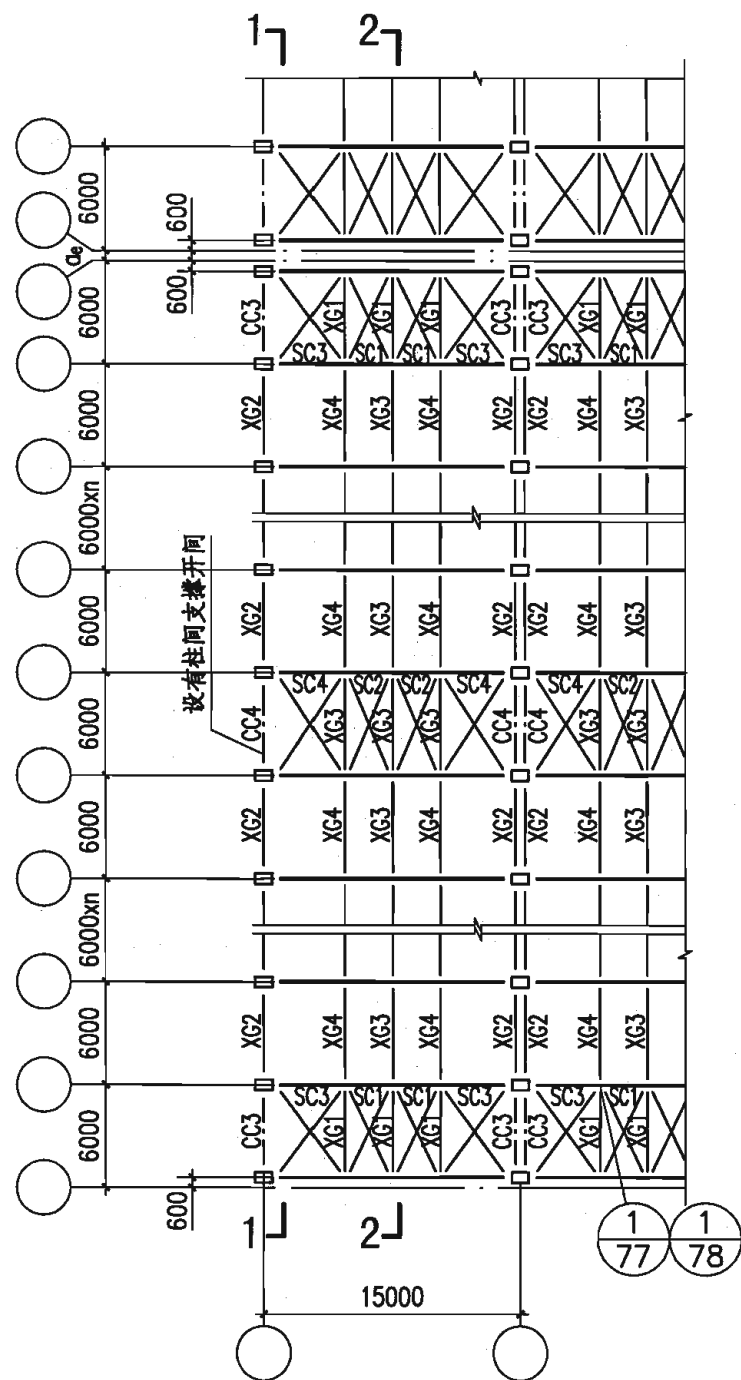 1 2
6000
600
ae
600
6000
CC3 XG1 XG1 XG1 CC3 CC3 XG1 XG1
SC3 SC1 SC1 SC3 SC3 SC1
6000
XG2 XG4 XG3 XG4 XG2 XG2 XG4 XG3
6000xn
设有柱间支撑开间
6000
XG2 XG4 XG3 XG4 XG2 XG2 XG4 XG3
SC4 SC2 SC2 SC4 SC4 SC2
6000
CC4 XG3 XG3 XG3 CC4 CC4 XG3 XG3
6000
XG2 XG4 XG3 XG4 XG2 XG2 XG4 XG3
6000xn
6000
XG2 XG4 XG3 XG4 XG2 XG2 XG4 XG3
SC3 SC1 SC1 SC3 SC3 SC1
6000
CC3 XG1 XG1 XG1 CC3 CC3 XG1 XG1
600
1 2
1 1
77 78
15000